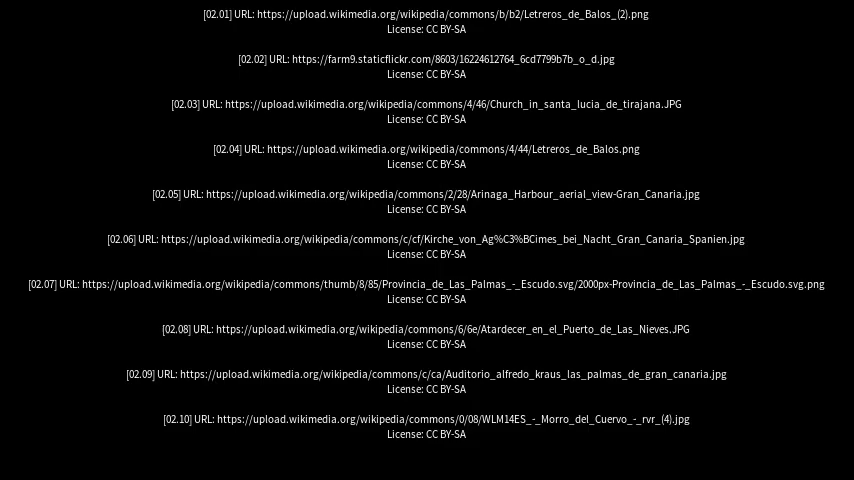 [02.01] URL: https://upload.wikimedia.org/wikipedia/commons/b/b2/Letreros_de_Balos_(2).png
License: CC BY-SA
[02.02] URL: https://farm9.staticflickr.com/8603/16224612764_6cd7799b7b_o_d.jpg
License: CC BY-SA
[02.03] URL: https://upload.wikimedia.org/wikipedia/commons/4/46/Church_in_santa_lucia_de_tirajana.JPG
License: CC BY-SA
[02.04] URL: https://upload.wikimedia.org/wikipedia/commons/4/44/Letreros_de_Balos.png
License: CC BY-SA
[02.05] URL: https://upload.wikimedia.org/wikipedia/commons/2/28/Arinaga_Harbour_aerial_view-Gran_Canaria.jpg
License: CC BY-SA
[02.06] URL: https://upload.wikimedia.org/wikipedia/commons/c/cf/Kirche_von_Ag%C3%BCimes_bei_Nacht_Gran_Canaria_Spanien.jpg
License: CC BY-SA
[02.07] URL: https://upload.wikimedia.org/wikipedia/commons/thumb/8/85/Provincia_de_Las_Palmas_-_Escudo.svg/2000px-Provincia_de_Las_Palmas_-_Escudo.svg.png
License: CC BY-SA
[02.08] URL: https://upload.wikimedia.org/wikipedia/commons/6/6e/Atardecer_en_el_Puerto_de_Las_Nieves.JPG
License: CC BY-SA
[02.09] URL: https://upload.wikimedia.org/wikipedia/commons/c/ca/Auditorio_alfredo_kraus_las_palmas_de_gran_canaria.jpg
License: CC BY-SA
[02.10] URL: https://upload.wikimedia.org/wikipedia/commons/0/08/WLM14ES_-_Morro_del_Cuervo_-_rvr_(4).jpg
License: CC BY-SA